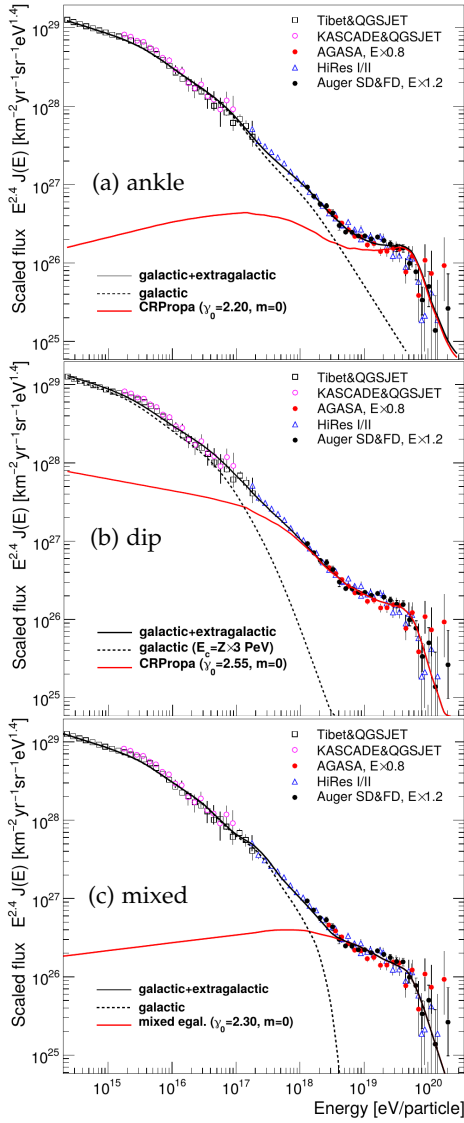 Scaled flux E^2.4 J(E) [km^-2 yr^-1 sr^-1 eV^1.4]
10^29
10^28
10^27
10^26
10^25
Tibet&QGSJET
KASCADE&QGSJET
AGASA, E×0.8
HiRes I/II
Auger SD&FD, E×1.2
(a) ankle
galactic+extragalactic
galactic
CRPropa (γ₀=2.20, m=0)
Scaled flux E^2.4 J(E) [km^-2 yr^-1 sr^-1 eV^1.4]
10^29
10^28
10^27
10^26
10^25
Tibet&QGSJET
KASCADE&QGSJET
AGASA, E×0.8
HiRes I/II
Auger SD&FD, E×1.2
(b) dip
galactic+extragalactic
galactic (E_c=Z×3 PeV)
CRPropa (γ₀=2.55, m=0)
Scaled flux E^2.4 J(E) [km^-2 yr^-1 sr^-1 eV^1.4]
10^29
10^28
10^27
10^26
10^25
Tibet&QGSJET
KASCADE&QGSJET
AGASA, E×0.8
HiRes I/II
Auger SD&FD, E×1.2
(c) mixed
galactic+extragalactic
galactic
mixed egal. (γ₀=2.30, m=0)
10^15 10^16 10^17 10^18 10^19 10^20
Energy [eV/particle]